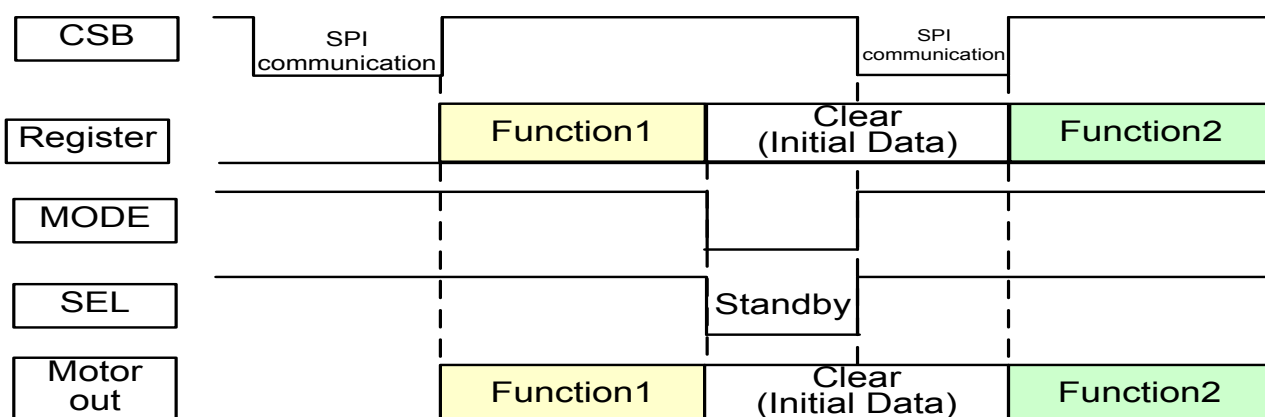 CSB
SPI
communication
SPI
communication
Register
Function1
Clear
(Initial Data)
Function2
MODE
SEL
Standby
Motor
out
Function1
Clear
(Initial Data)
Function2